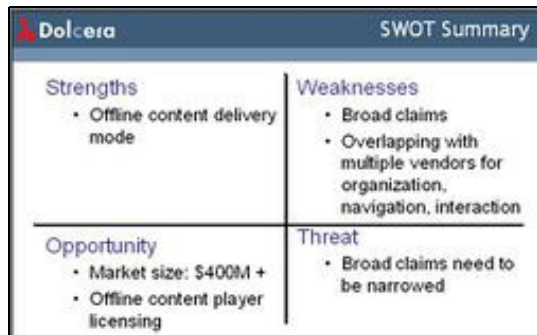 Dolcera
SWOT Summary
Strengths
• Offline content delivery
mode
Weaknesses
• Broad claims
• Overlapping with
multiple vendors for
organization,
navigation, interaction
Opportunity
• Market size: $400M +
• Offline content player
licensing
Threat
• Broad claims need to
be narrowed